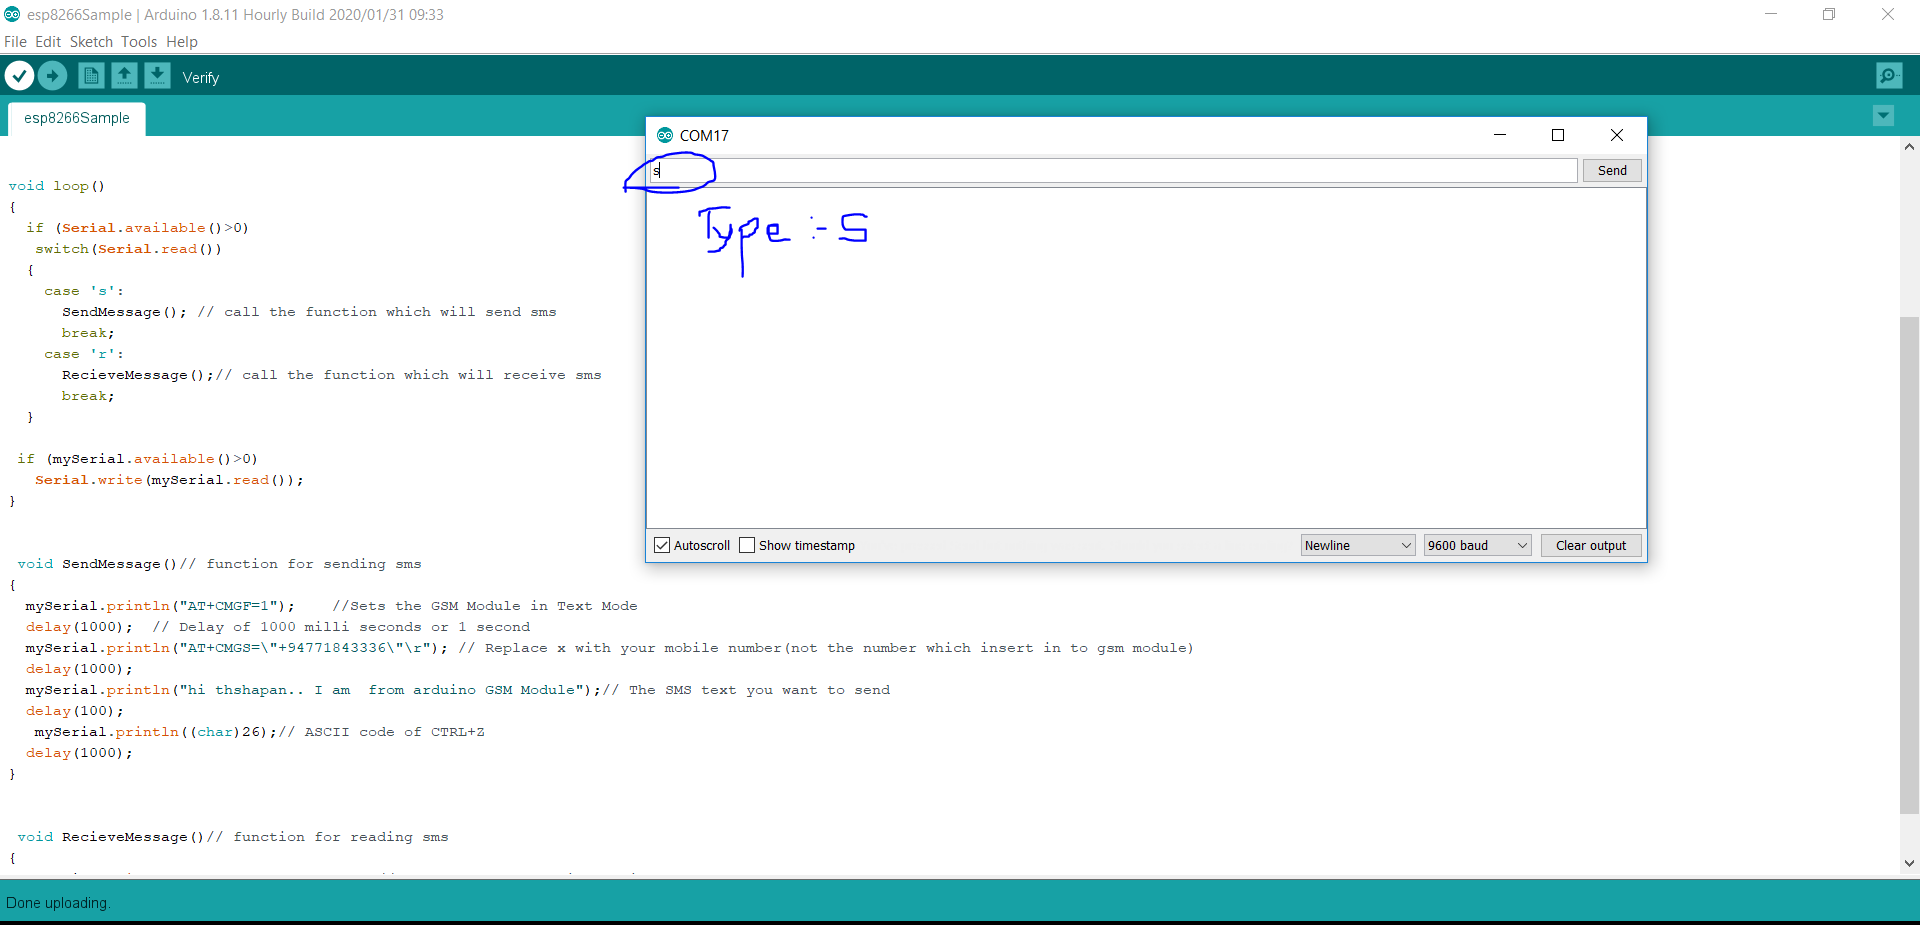 esp8266Sample | Arduino 1.8.11 Hourly Build 2020/01/31 09:33
File Edit Sketch Tools Help
Verify
esp8266Sample
void loop()
{
if (Serial.available()>0)
switch(Serial.read())
{
case 's':
SendMessage(); // call the function which will send sms
break;
case 'r':
RecieveMessage();// call the function which will receive sms
break;
}
if (mySerial.available()>0)
Serial.write(mySerial.read());
}
void SendMessage()// function for sending sms
{
mySerial.println("AT+CMGF=1"); //Sets the GSM Module in Text Mode
delay(1000); // Delay of 1000 milli seconds or 1 second
mySerial.println("AT+CMGS=\"+94771843336\"\r"); // Replace x with your mobile number(not the number which insert in to gsm module)
delay(1000);
mySerial.println("hi thshapan.. I am  from arduino GSM Module");// The SMS text you want to send
delay(100);
mySerial.println((char)26);// ASCII code of CTRL+Z
delay(1000);
}
void RecieveMessage()// function for reading sms
{
COM17
s
Send
Type :- S
Autoscroll Show timestamp Newline 9600 baud Clear output
Done uploading.